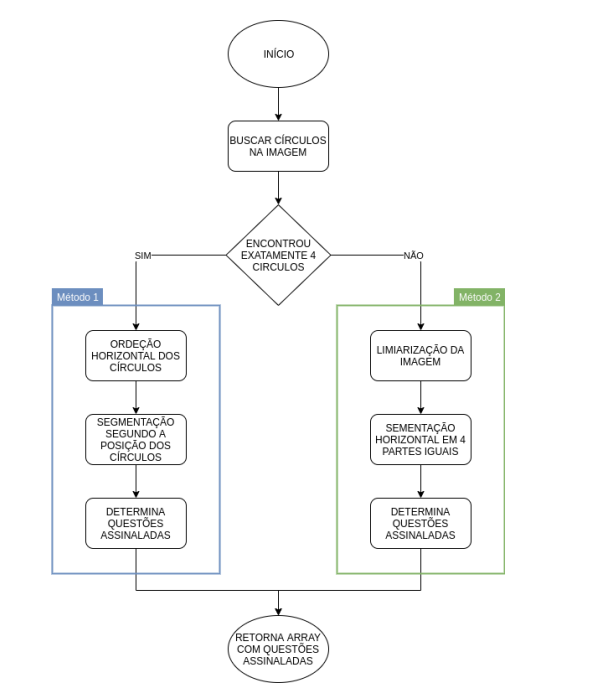 INÍCIO
BUSCAR CÍRCULOS
NA IMAGEM
ENCONTROU
EXATAMENTE 4
CIRCULOS
SIM
NÃO
Método 1
ORDEÇÃO
HORIZONTAL DOS
CÍRCULOS
SEGMENTAÇÃO
SEGUNDO A
POSIÇÃO DOS
CÍRCULOS
DETERMINA
QUESTÕES
ASSINALADAS
Método 2
LIMIARIZAÇÃO DA
IMAGEM
SEMENTAÇÃO
HORIZONTAL EM 4
PARTES IGUAIS
DETERMINA
QUESTÕES
ASSINALADAS
RETORNA ARRAY
COM QUESTÕES
ASSINALADAS